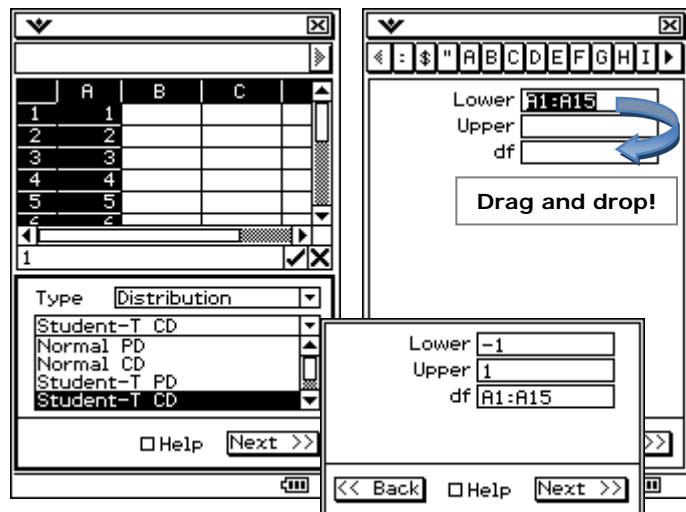 A B C
1 1
2 2
3 3
4 4
5 5
1
Type Distribution
Student-T CD
Normal PD
Normal CD
Student-T PD
Student-T CD
Help Next >>
: $ " A B C D E F G H I
Lower A1:A15
Upper
df
Drag and drop!
>>
Lower -1
Upper 1
df A1:A15
<< Back Help Next >>